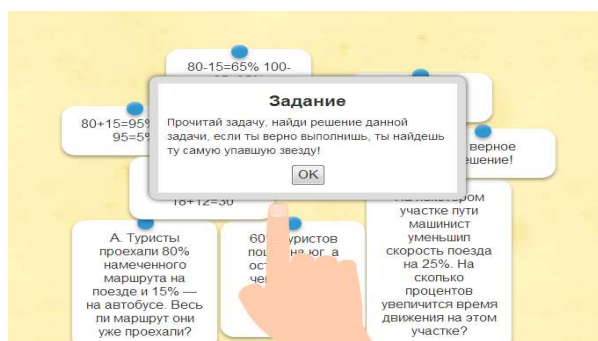 80-15=65% 100-
Задание
Прочитай задачу, найди решение данной
задачи, если ты верно выполнишь, ты найдешь
ту самую упавшую звезду!
OK
80+15=95%
95=5%
верное
18+12=30
А. Туристы
проехали 80%
намеченного
маршрута на
поезде и 15% —
на автобусе. Весь
ли маршрут они
уже проехали?
на юг, а
участке пути
машинист
уменьшил
скорость поезда
на 25%. На
сколько
процентов
увеличится время
движения на этом
участке?